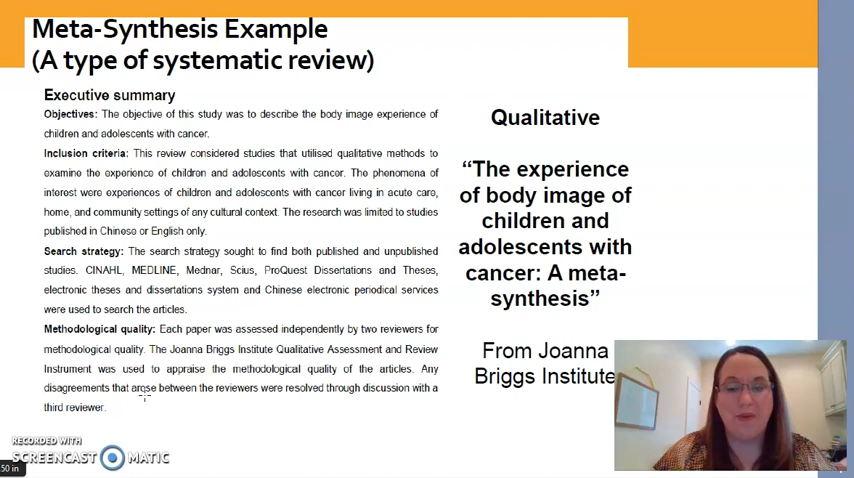 Meta-Synthesis Example
(A type of systematic review)
Executive summary
Objectives: The objective of this study was to describe the body image experience of
children and adolescents with cancer.
Inclusion criteria: This review considered studies that utilised qualitative methods to
examine the experience of children and adolescents with cancer. The phenomena of
interest were experiences of children and adolescents with cancer living in acute care,
home, and community settings of any cultural context. The research was limited to studies
published in Chinese or English only.
Search strategy: The search strategy sought to find both published and unpublished
studies. CINAHL, MEDLINE, Mednar, Scius, ProQuest Dissertations and Theses,
electronic theses and dissertations system and Chinese electronic periodical services
were used to search the articles.
Methodological quality: Each paper was assessed independently by two reviewers for
methodological quality. The Joanna Briggs Institute Qualitative Assessment and Review
Instrument was used to appraise the methodological quality of the articles. Any
disagreements that arose between the reviewers were resolved through discussion with a
third reviewer.
Qualitative
“The experience
of body image of
children and
adolescents with
cancer: A meta-
synthesis”
From Joanna
Briggs Institute
RECORDED WITH
SCREENCAST MATIC
.50 in